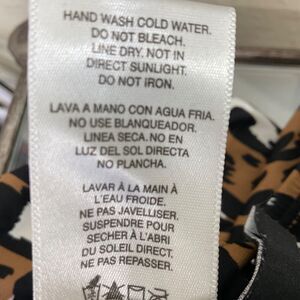 HAND WASH COLD WATER.
DO NOT BLEACH.
LINE DRY. NOT IN
DIRECT SUNLIGHT.
DO NOT IRON.
LAVA A MANO CON AGUA FRIA.
NO USE BLANQUEADOR.
LINEA SECA. NO EN
LUZ DEL SOL DIRECTA
NO PLANCHA.
LAVAR À LA MAIN À
L'EAU FROIDE.
NE PAS JAVELLISER.
SUSPENDRE POUR
SÉCHER À L'ABRI
DU SOLEIL DIRECT.
NE PAS REPASSER.